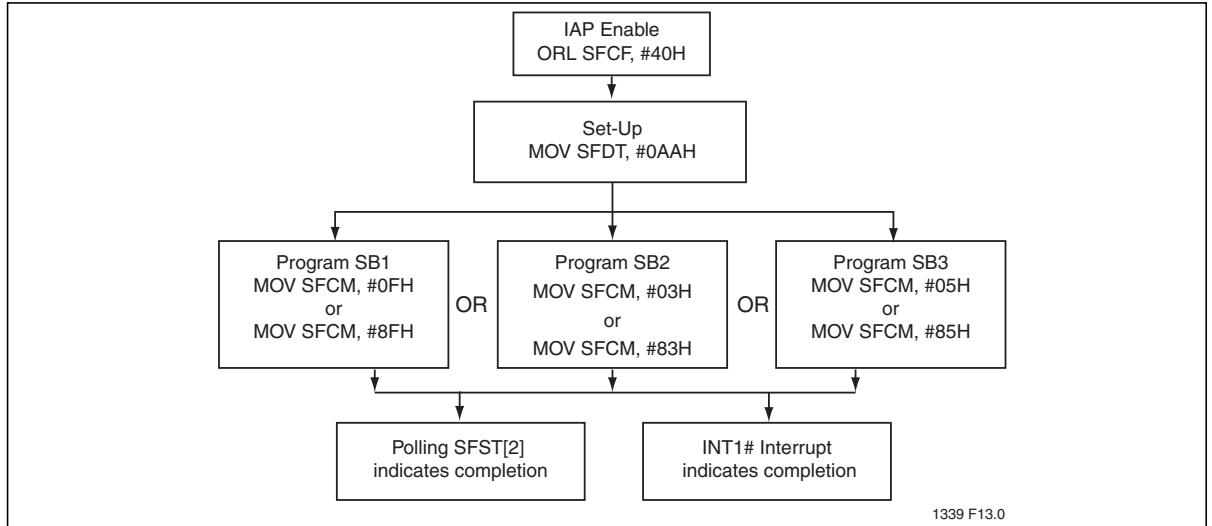 IAP Enable
ORL SFCF, #40H
Set-Up
MOV SFDT, #0AAH
Program SB1
MOV SFCM, #0FH
or
MOV SFCM, #8FH
OR
Program SB2
MOV SFCM, #03H
or
MOV SFCM, #83H
OR
Program SB3
MOV SFCM, #05H
or
MOV SFCM, #85H
Polling SFST[2]
indicates completion
INT1# Interrupt
indicates completion
1339 F13.0